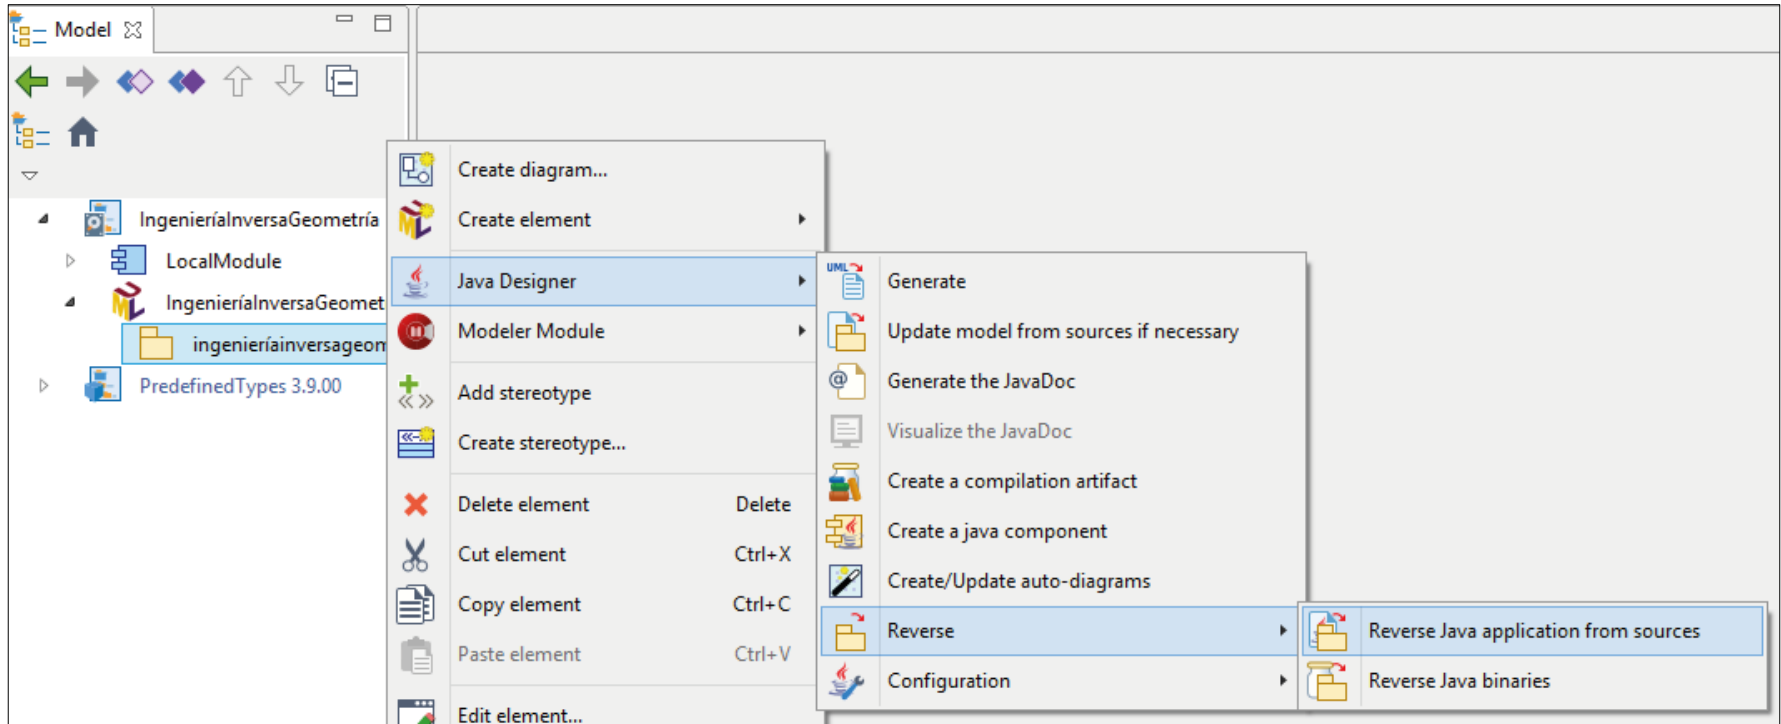 Model
IngenieríaInversaGeometría
LocalModule
IngenieríaInversaGeomet
ingenieríainversageom
PredefinedTypes 3.9.00
Create diagram...
Create element
Java Designer
Modeler Module
Add stereotype
Create stereotype...
Delete element Delete
Cut element Ctrl+X
Copy element Ctrl+C
Paste element Ctrl+V
Edit element...
UML
Generate
Update model from sources if necessary
@
Generate the JavaDoc
Visualize the JavaDoc
Create a compilation artifact
Create a java component
Create/Update auto-diagrams
Reverse
Configuration
Reverse Java application from sources
Reverse Java binaries